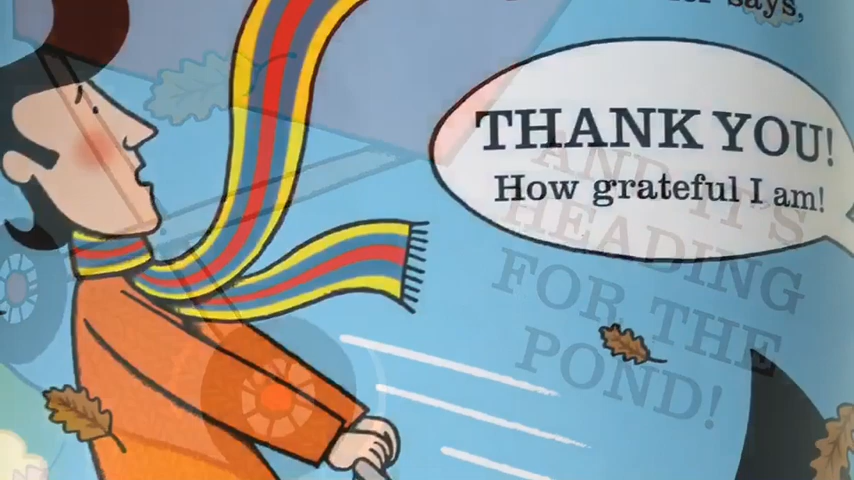 says,
THANK YOU!
How grateful I am!
AND IT'S
HEADING
FOR THE
POND!